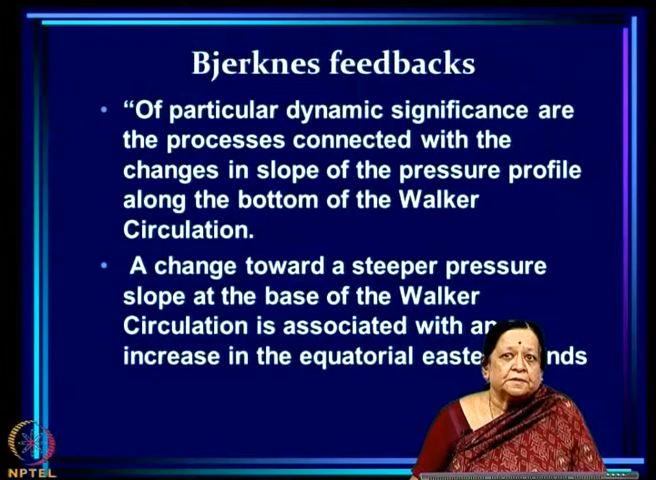 Bjerknes feedbacks
• “Of particular dynamic significance are
the processes connected with the
changes in slope of the pressure profile
along the bottom of the Walker
Circulation.
• A change toward a steeper pressure
slope at the base of the Walker
Circulation is associated with an
increase in the equatorial
NPTEL